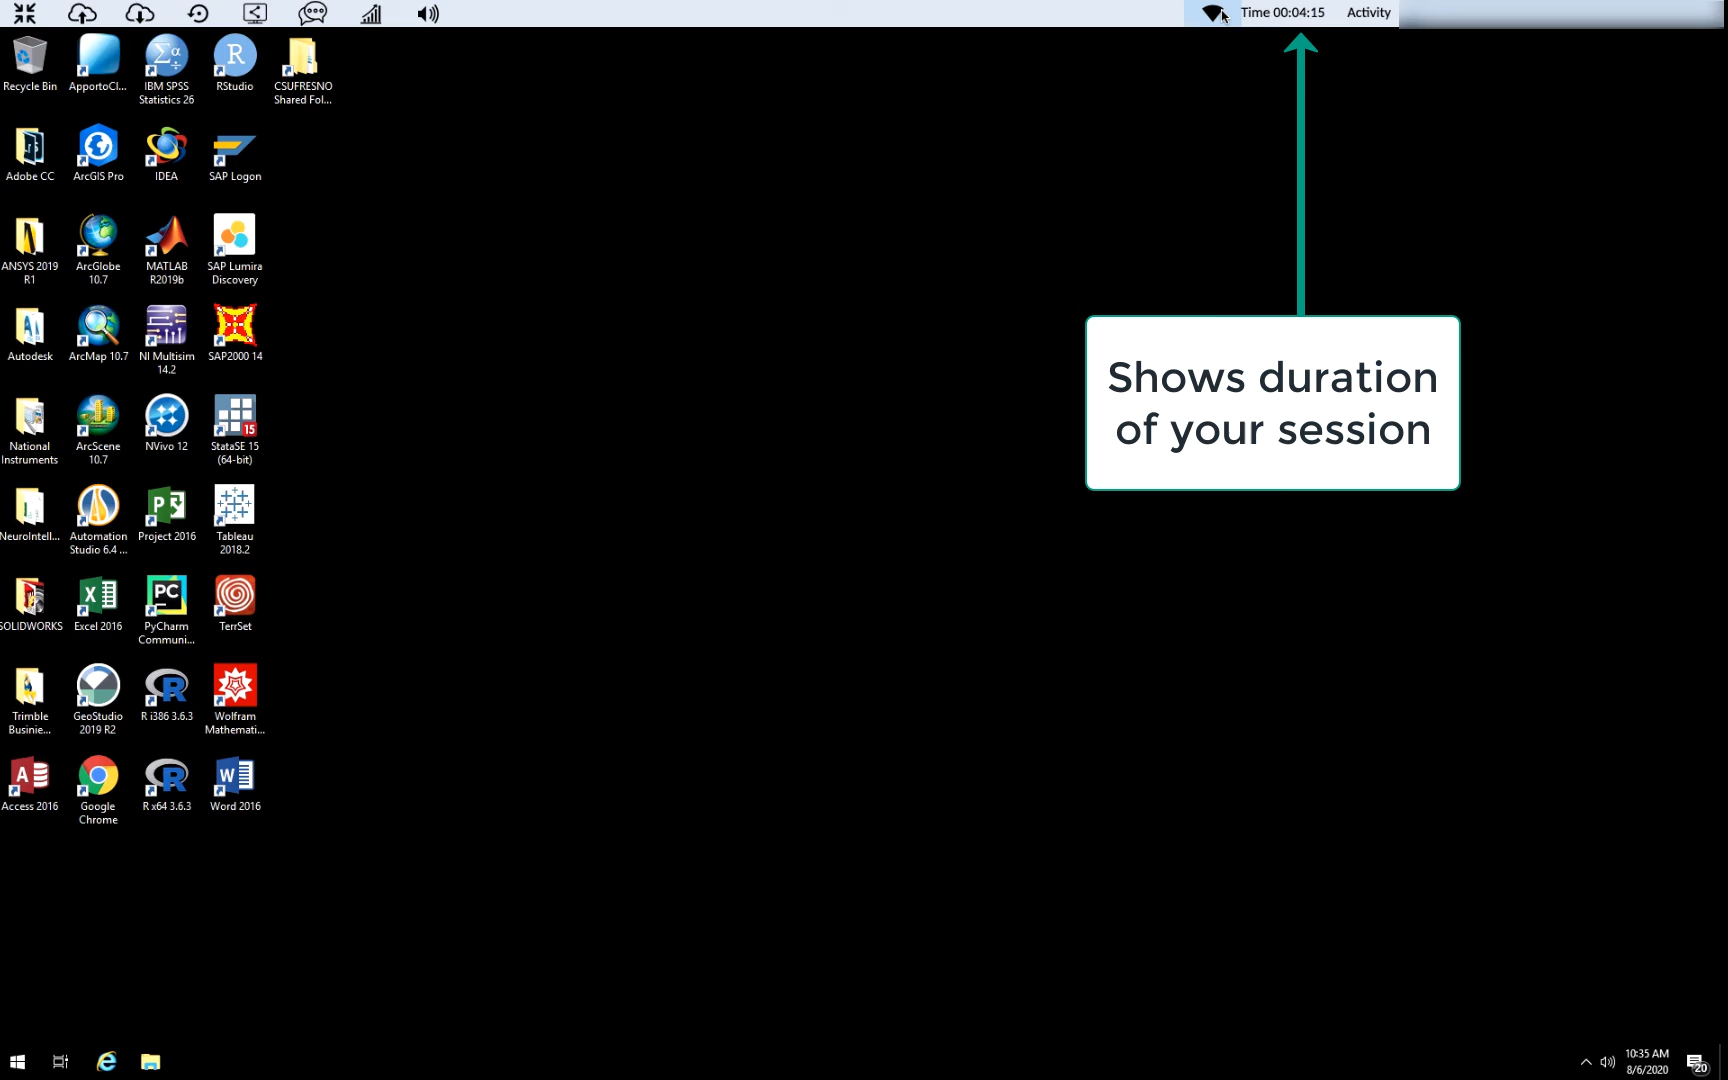 Time 00:04:15 Activity
Recycle Bin
ApportoCl...
IBM SPSS
Statistics 26
RStudio
CSUFRESNO
Shared Fol...
Adobe CC
ArcGIS Pro
IDEA
SAP Logon
ANSYS 2019
R1
ArcGlobe
10.7
MATLAB
R2019b
SAP Lumira
Discovery
Autodesk
ArcMap 10.7
NI Multisim
14.2
SAP2000 14
National
Instruments
ArcScene
10.7
NVivo 12
15
StataSE 15
(64-bit)
NeuroIntell...
Automation
Studio 6.4 ...
Project 2016
Tableau
2018.2
SOLIDWORKS
Excel 2016
PC
PyCharm
Communi...
TerrSet
Trimble
Businie...
GeoStudio
2019 R2
R i386 3.6.3
Wolfram
Mathemati...
Access 2016
Google
Chrome
R x64 3.6.3
Word 2016
Shows duration
of your session
10:35 AM
8/6/2020
20